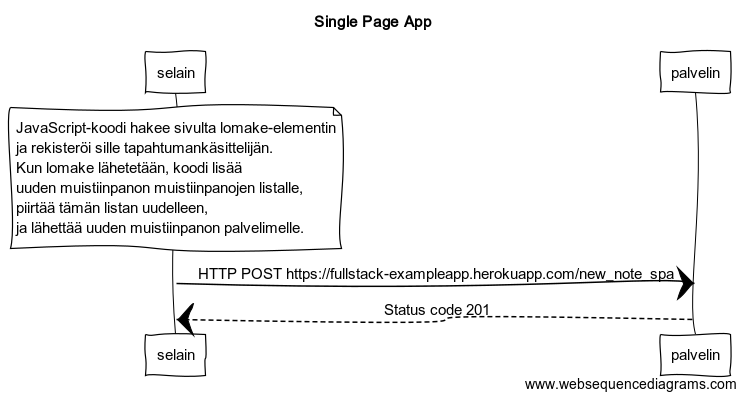 Single Page App
selain
palvelin
JavaScript-koodi hakee sivulta lomake-elementin
ja rekisteröi sille tapahtumankäsittelijän.
Kun lomake lähetetään, koodi lisää
uuden muistiinpanon muistiinpanojen listalle,
piirtää tämän listan uudelleen,
ja lähettää uuden muistiinpanon palvelimelle.
HTTP POST https://fullstack-exampleapp.herokuapp.com/new_note_spa
Status code 201
selain
palvelin
www.websequencediagrams.com